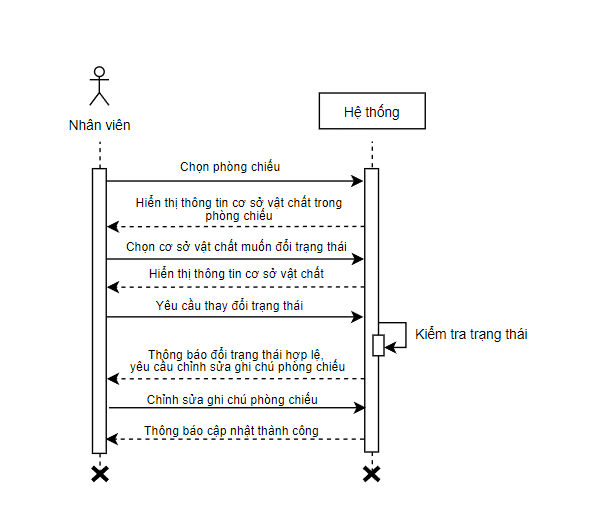 Nhân viên
Hệ thống
Chọn phòng chiếu
Hiển thị thông tin cơ sở vật chất trong
phòng chiếu
Chọn cơ sở vật chất muốn đổi trạng thái
Hiển thị thông tin cơ sở vật chất
Yêu cầu thay đổi trạng thái
Kiểm tra trạng thái
Thông báo đổi trạng thái hợp lệ,
yêu cầu chỉnh sửa ghi chú phòng chiếu
Chỉnh sửa ghi chú phòng chiếu
Thông báo cập nhật thành công